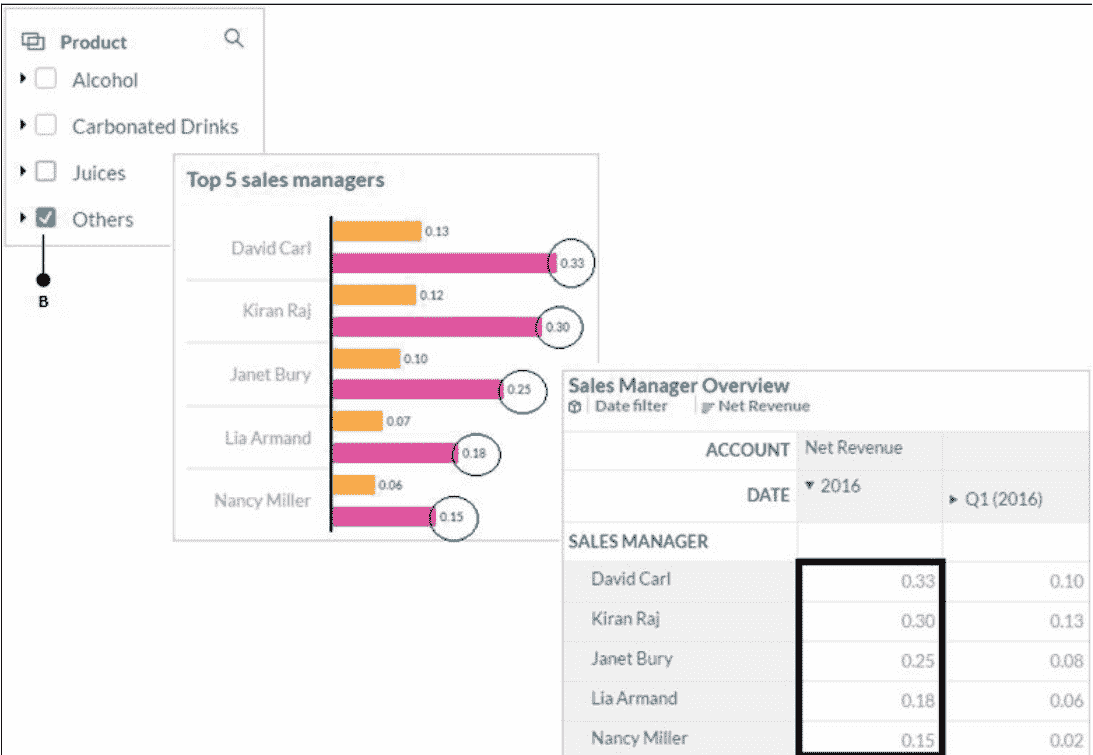 Product
Alcohol
Carbonated Drinks
Juices
Others
B
Top 5 sales managers
David Carl
0.13
0.33
Kiran Raj
0.12
0.30
Janet Bury
0.10
0.25
Lia Armand
0.07
0.18
Nancy Miller
0.06
0.15
Sales Manager Overview
Date filter Net Revenue
ACCOUNT Net Revenue
DATE 2016 Q1 (2016)
SALES MANAGER
David Carl 0.33 0.10
Kiran Raj 0.30 0.13
Janet Bury 0.25 0.08
Lia Armand 0.18 0.06
Nancy Miller 0.15 0.02